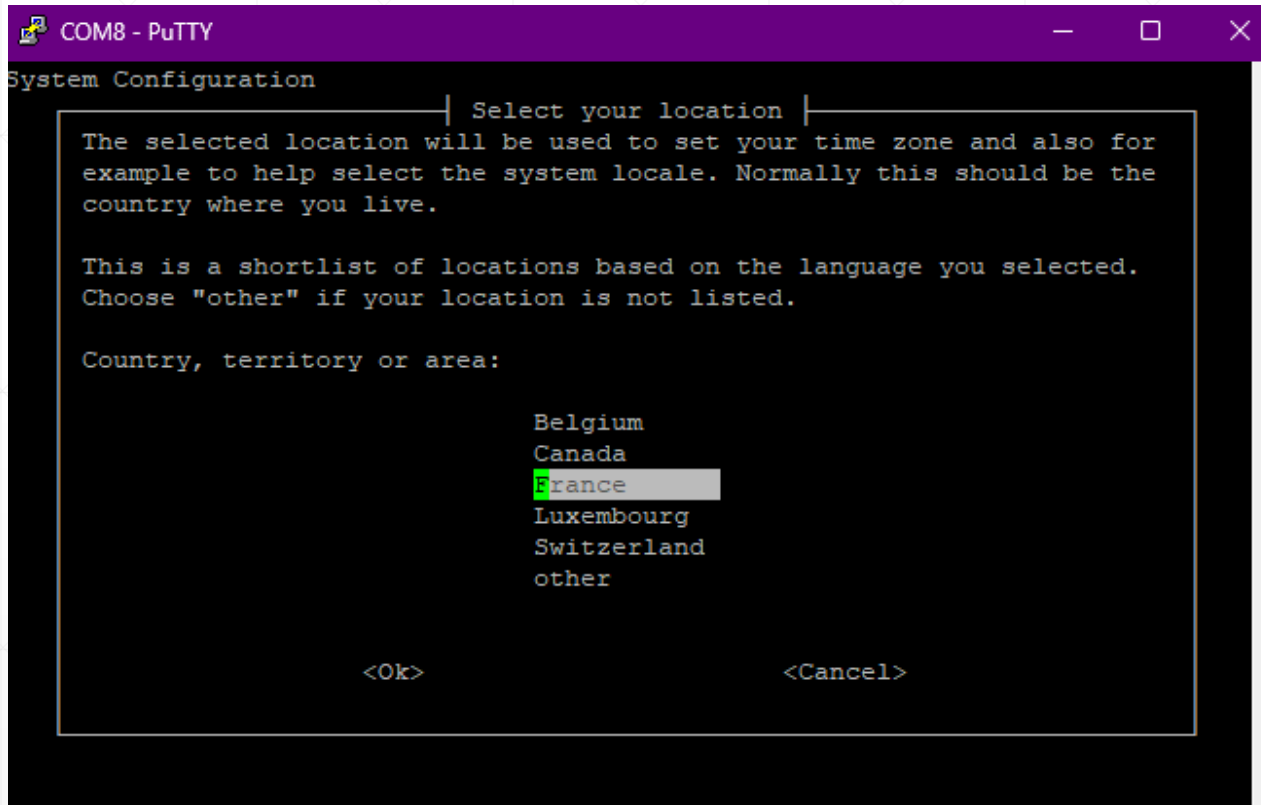 COM8 - PuTTY
System Configuration
Select your location
The selected location will be used to set your time zone and also for
example to help select the system locale. Normally this should be the
country where you live.
This is a shortlist of locations based on the language you selected.
Choose "other" if your location is not listed.
Country, territory or area:
Belgium
Canada
France
Luxembourg
Switzerland
other
<Ok> <Cancel>